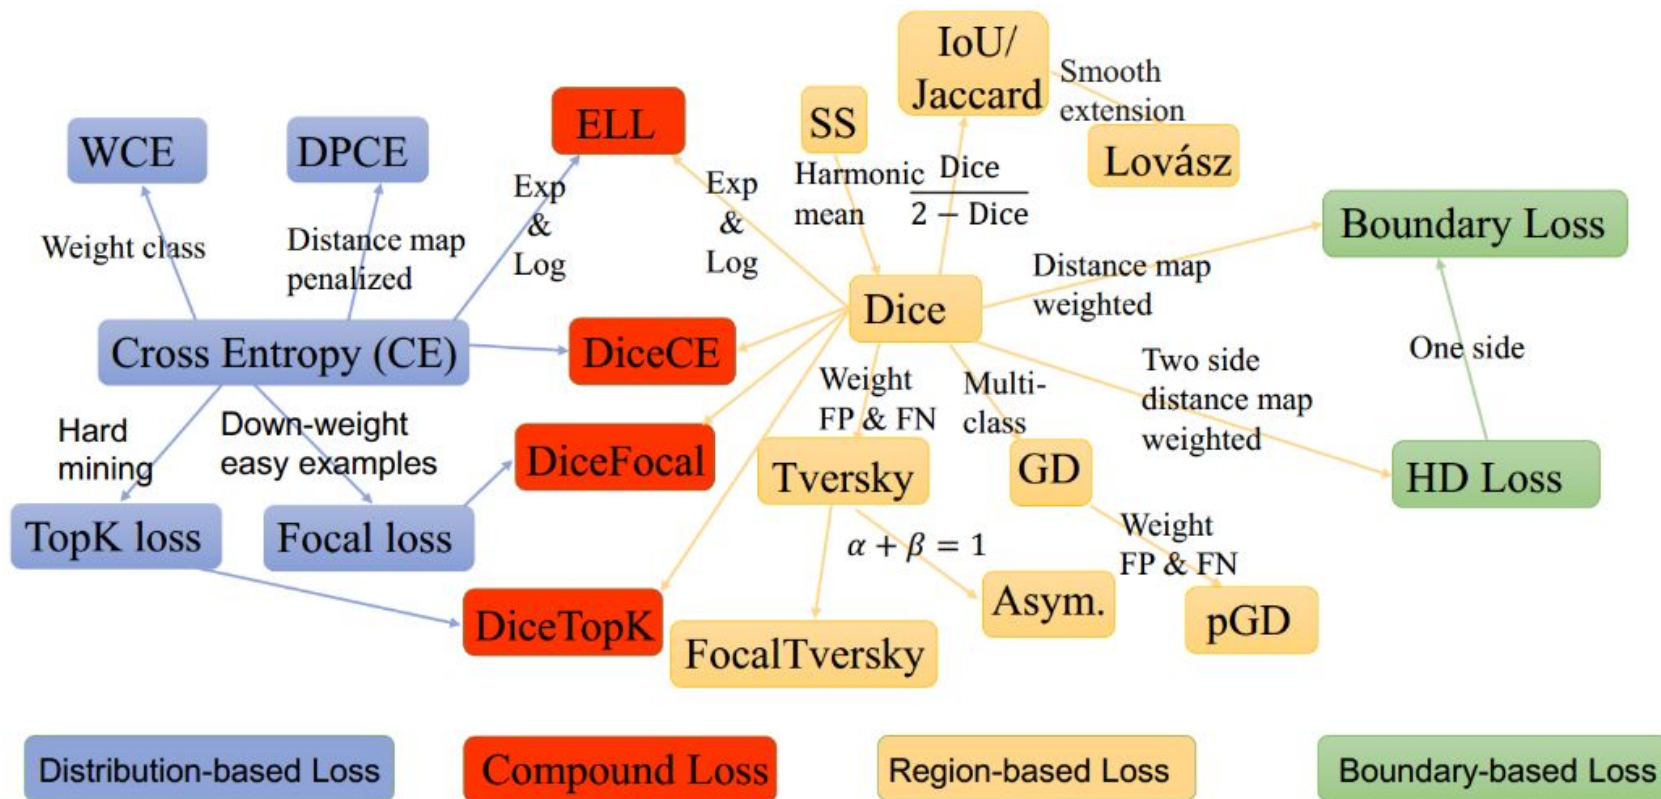 IoU/
Jaccard
Smooth
extension
SS
Lovász
ELL
WCE
DPCE
Harmonic
mean
Dice
2 − Dice
Exp
&
Log
Exp
&
Log
Weight class
Distance map
penalized
Boundary Loss
Distance map
weighted
Dice
Cross Entropy (CE)
DiceCE
One side
Two side
distance map
weighted
Weight
FP & FN
Multi-
class
Hard
mining
Down-weight
easy examples
DiceFocal
Tversky
GD
HD Loss
TopK loss
Focal loss
α + β = 1
Weight
FP & FN
DiceTopK
FocalTversky
Asym.
pGD
Distribution-based Loss
Compound Loss
Region-based Loss
Boundary-based Loss